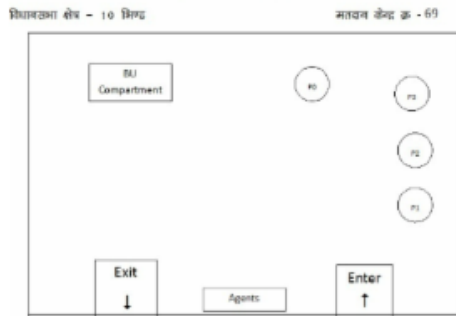 विधानसभा क्षेत्र - 10 भिण्ड
मतदान केन्द्र क्र - 69
BU
Compartment
P0
P3
P2
P1
Exit
↓
Agents
Enter
↑